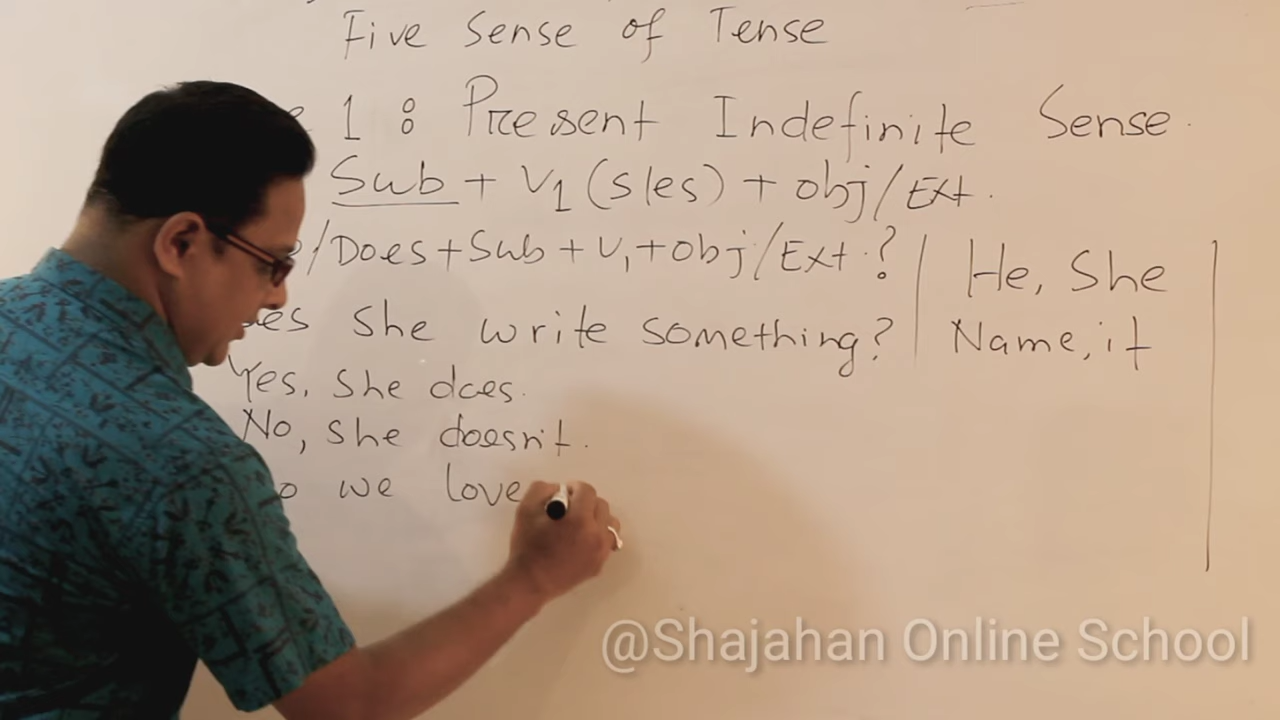 Five Sense of Tense
1 : Present Indefinite Sense.
Sub + V1 (s/es) + obj/Ext.
/Does + Sub + V1 + obj/Ext.?
He, She
she write something?
Name, it
Yes, She does.
No, she doesn't.
we love
@Shajahan Online School